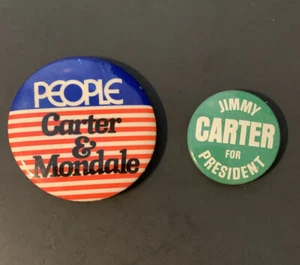 PEOPLE
Carter
&
Mondale
JIMMY
CARTER
FOR
PRESIDENT